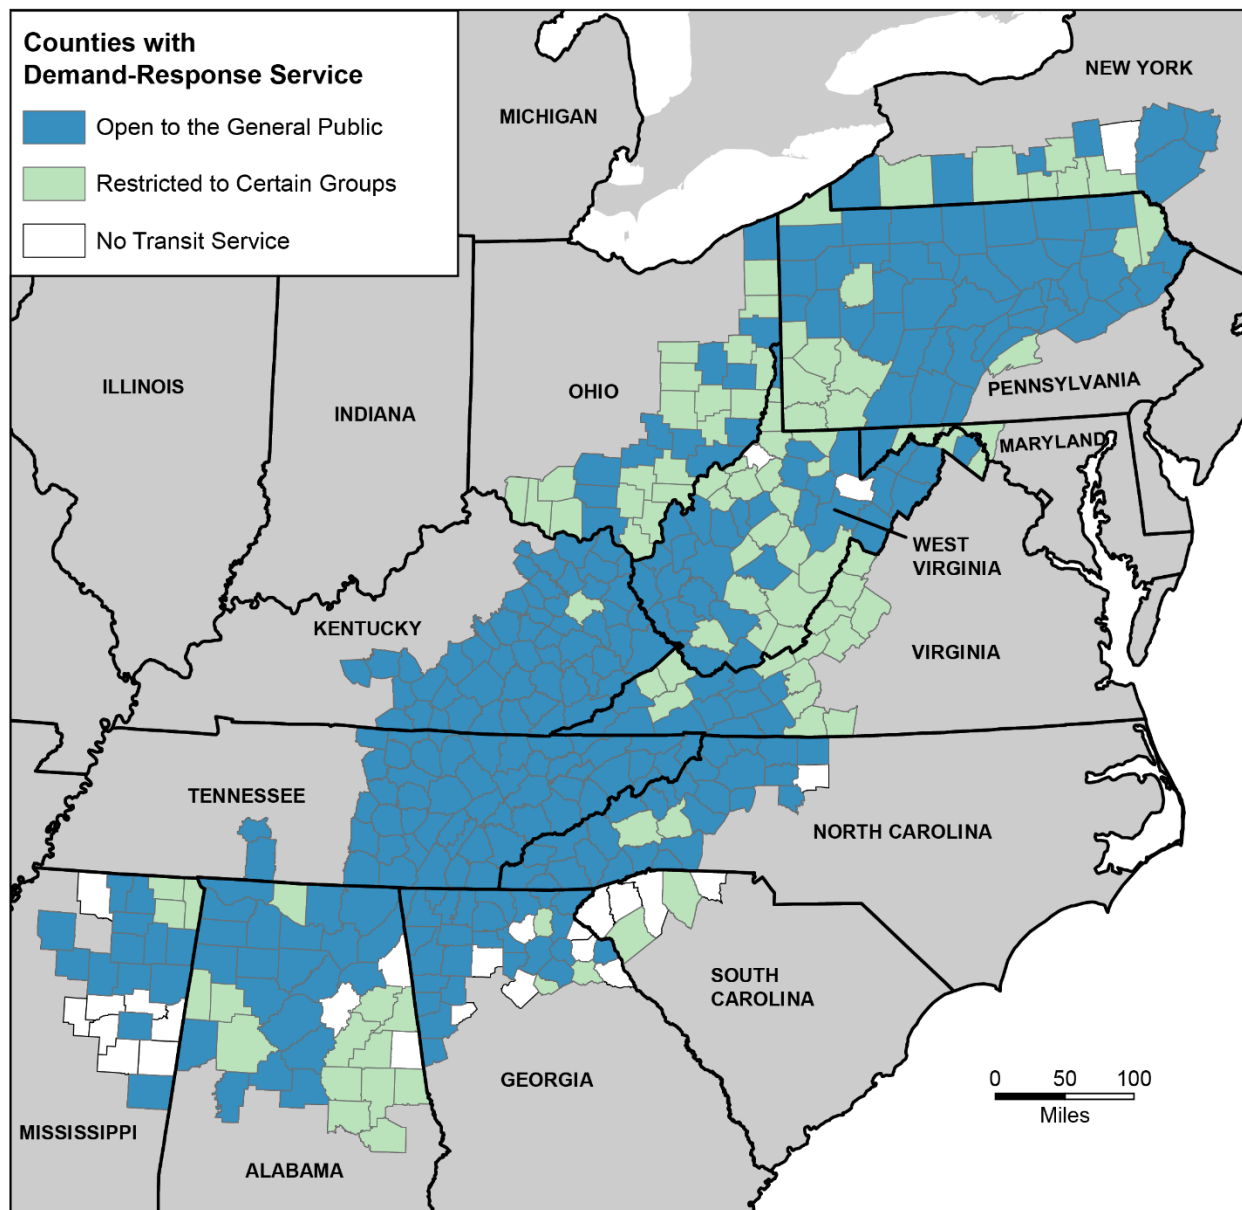 Counties with
Demand-Response Service
Open to the General Public
Restricted to Certain Groups
No Transit Service
MICHIGAN
NEW YORK
ILLINOIS
INDIANA
OHIO
PENNSYLVANIA
MARYLAND
WEST
VIRGINIA
KENTUCKY
VIRGINIA
TENNESSEE
NORTH CAROLINA
SOUTH
CAROLINA
GEORGIA
MISSISSIPPI
ALABAMA
0 50 100
Miles